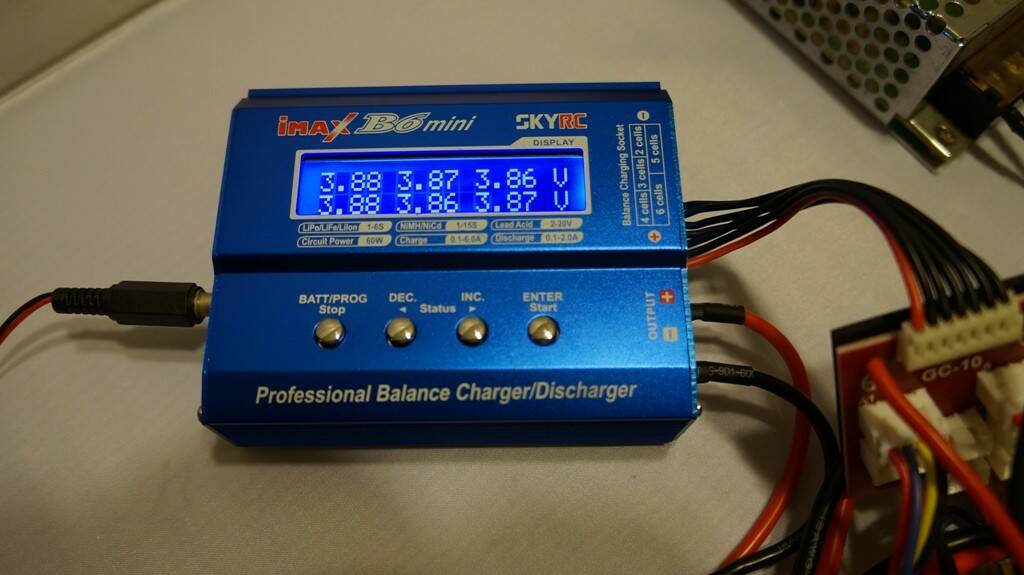 iMAX B6 mini
SKYRC
DISPLAY
3.88 3.87 3.86 V
3.88 3.86 3.87 V
LiPo/LiFe/LiIon 1-6S NiMH/NiCd 1/15S Lead Acid 2-20V
Circuit Power 60W Charge 0.1-6.0A Discharge 0.1-2.0A
Balance Charging Socket
4 cells 3 cells 2 cells
6 cells 5 cells
BATT/PROG DEC. INC. ENTER
Stop ◄ Status ► Start
OUTPUT
Professional Balance Charger/Discharger
GC-10